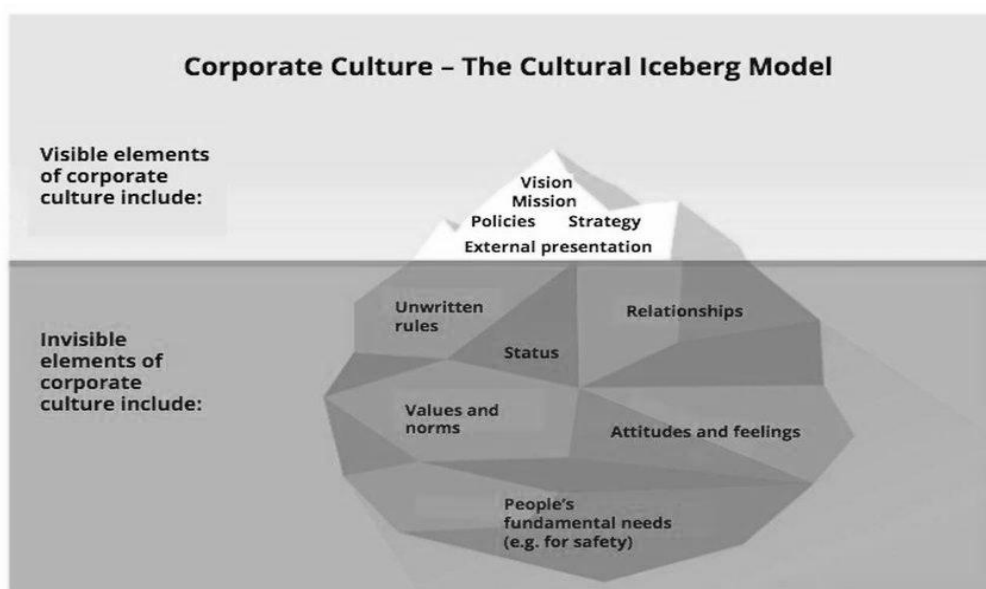 Corporate Culture – The Cultural Iceberg Model
Visible elements
of corporate
culture include:
Vision
Mission
Policies Strategy
External presentation
Invisible
elements of
corporate
culture include:
Unwritten
rules
Relationships
Status
Values and
norms
Attitudes and feelings
People’s
fundamental needs
(e.g. for safety)